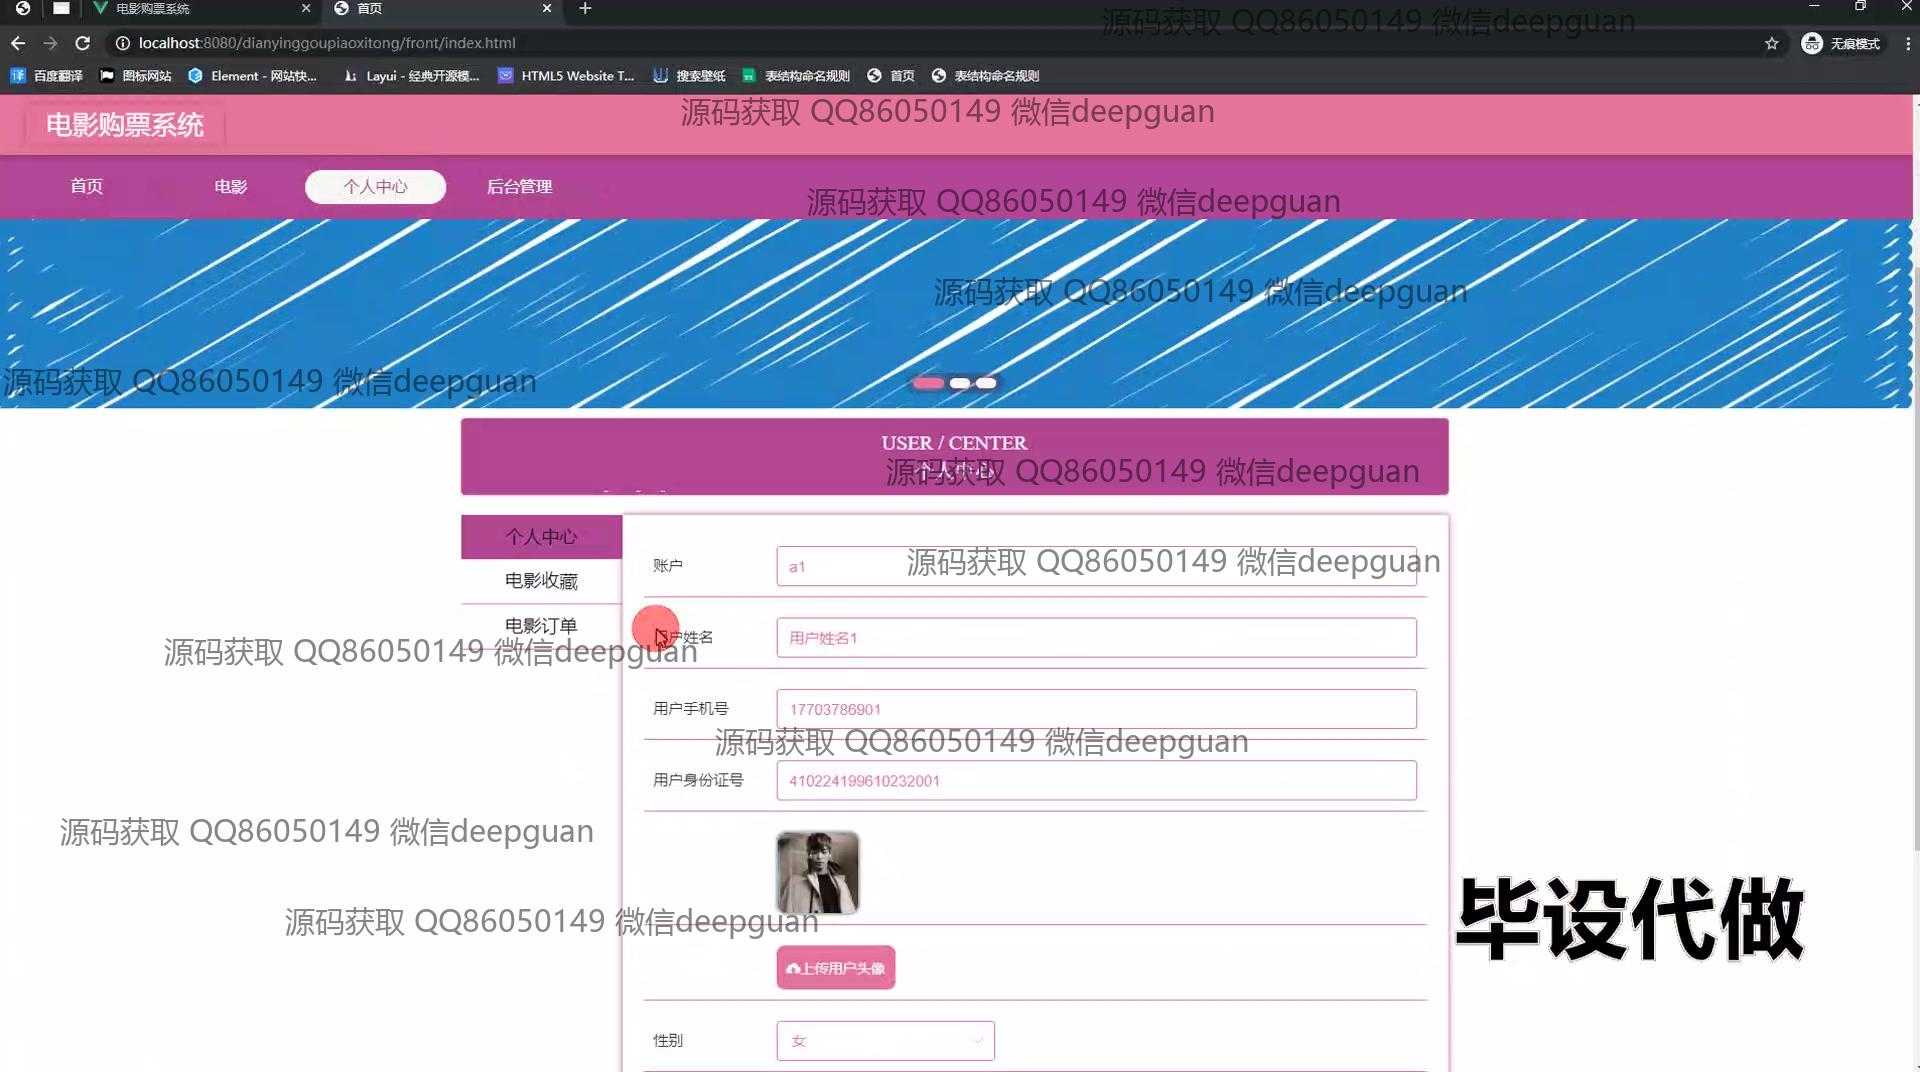 电影购票系统
首页
源码获取 QQ86050149 微信deepguan
localhost:8080/dianyinggoupiaoxitong/front/index.html
无痕模式
百度翻译
图标网站
Element - 网站快...
Layui - 经典开源模...
HTML5 Website T...
搜索壁纸
表结构命名规则
首页
表结构命名规则
源码获取 QQ86050149 微信deepguan
电影购票系统
首页
电影
个人中心
后台管理
源码获取 QQ86050149 微信deepguan
源码获取 QQ86050149 微信deepguan
源码获取 QQ86050149 微信deepguan
USER / CENTER
个人中心
源码获取 QQ86050149 微信deepguan
个人中心
电影收藏
电影订单
账户
a1
源码获取 QQ86050149 微信deepguan
用户姓名
用户姓名1
源码获取 QQ86050149 微信deepguan
用户手机号
17703786901
源码获取 QQ86050149 微信deepguan
用户身份证号
410224199610232001
源码获取 QQ86050149 微信deepguan
源码获取 QQ86050149 微信deepguan
毕设代做
上传用户头像
性别
女